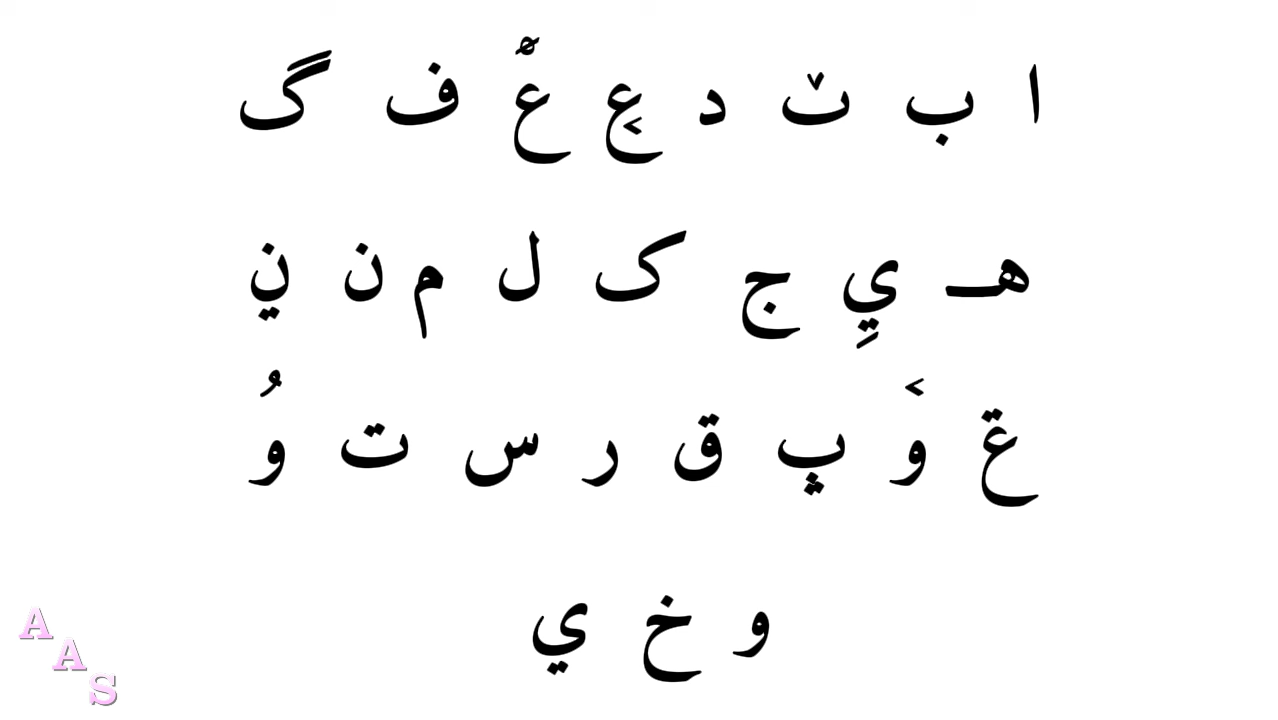 ا ب ݖ د عࣹ عࣴ ف گ
هـ يِ ج ک ل م ن ݧ
ݝ وࣷ ݒ ق ر س ت وُ
و خ ي
A
A
S